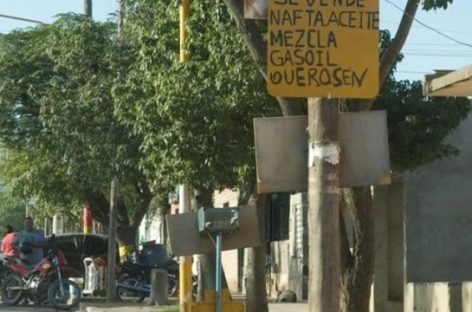 SE VENDE
NAFTA ACEITE
MEZCLA
GASOIL
QUEROSEN